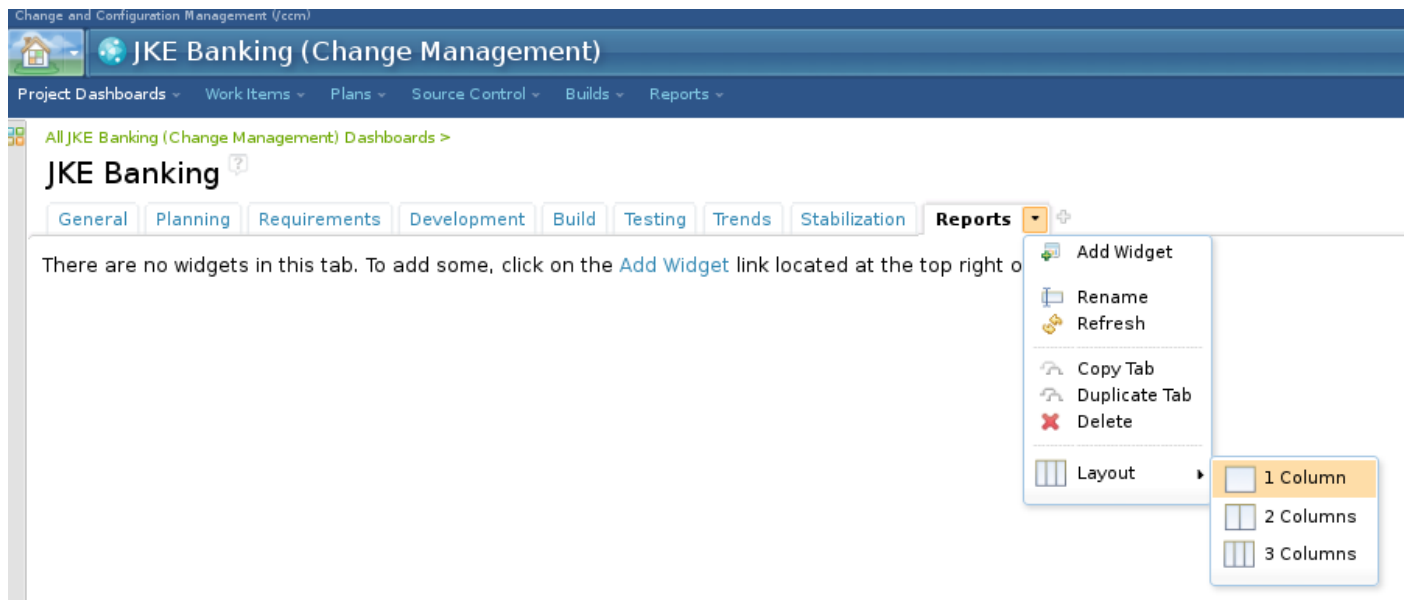 Change and Configuration Management (/ccm)
JKE Banking (Change Management)
Project Dashboards Work Items Plans Source Control Builds Reports
All JKE Banking (Change Management) Dashboards >
JKE Banking ?
General Planning Requirements Development Build Testing Trends Stabilization Reports
There are no widgets in this tab. To add some, click on the Add Widget link located at the top right o
Add Widget
Rename
Refresh
Copy Tab
Duplicate Tab
Delete
Layout
1 Column
2 Columns
3 Columns